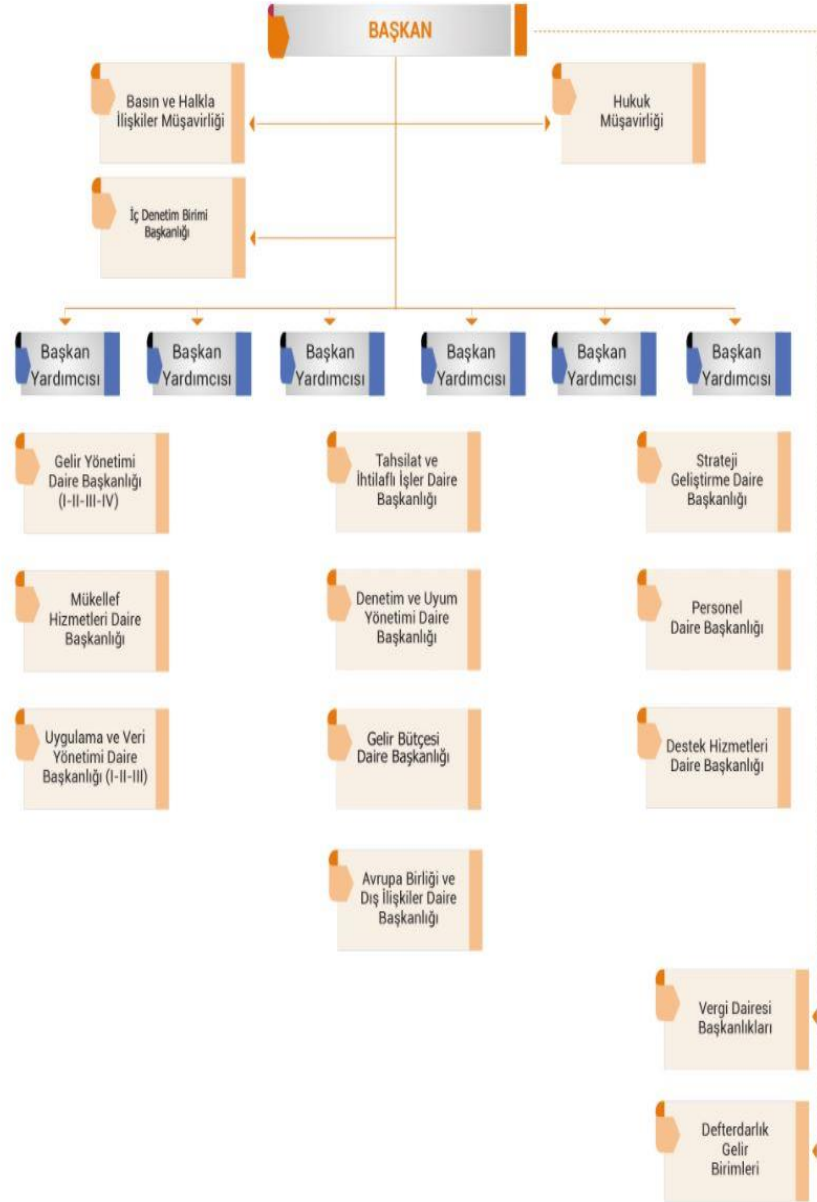 BAŞKAN
Basın ve Halkla
İlişkiler Müşavirliği
Hukuk
Müşavirliği
İç Denetim Birimi
Başkanlığı
Başkan
Yardımcısı
Başkan
Yardımcısı
Başkan
Yardımcısı
Başkan
Yardımcısı
Başkan
Yardımcısı
Başkan
Yardımcısı
Gelir Yönetimi
Daire Başkanlığı
(I-II-III-IV)
Tahsilat ve
İhtilaflı İşler Daire
Başkanlığı
Strateji
Geliştirme Daire
Başkanlığı
Mükellef
Hizmetleri Daire
Başkanlığı
Denetim ve Uyum
Yönetimi Daire
Başkanlığı
Personel
Daire Başkanlığı
Uygulama ve Veri
Yönetimi Daire
Başkanlığı (I-II-III)
Gelir Bütçesi
Daire Başkanlığı
Destek Hizmetleri
Daire Başkanlığı
Avrupa Birliği ve
Dış İlişkiler Daire
Başkanlığı
Vergi Dairesi
Başkanlıkları
Defterdarlık
Gelir
Birimleri